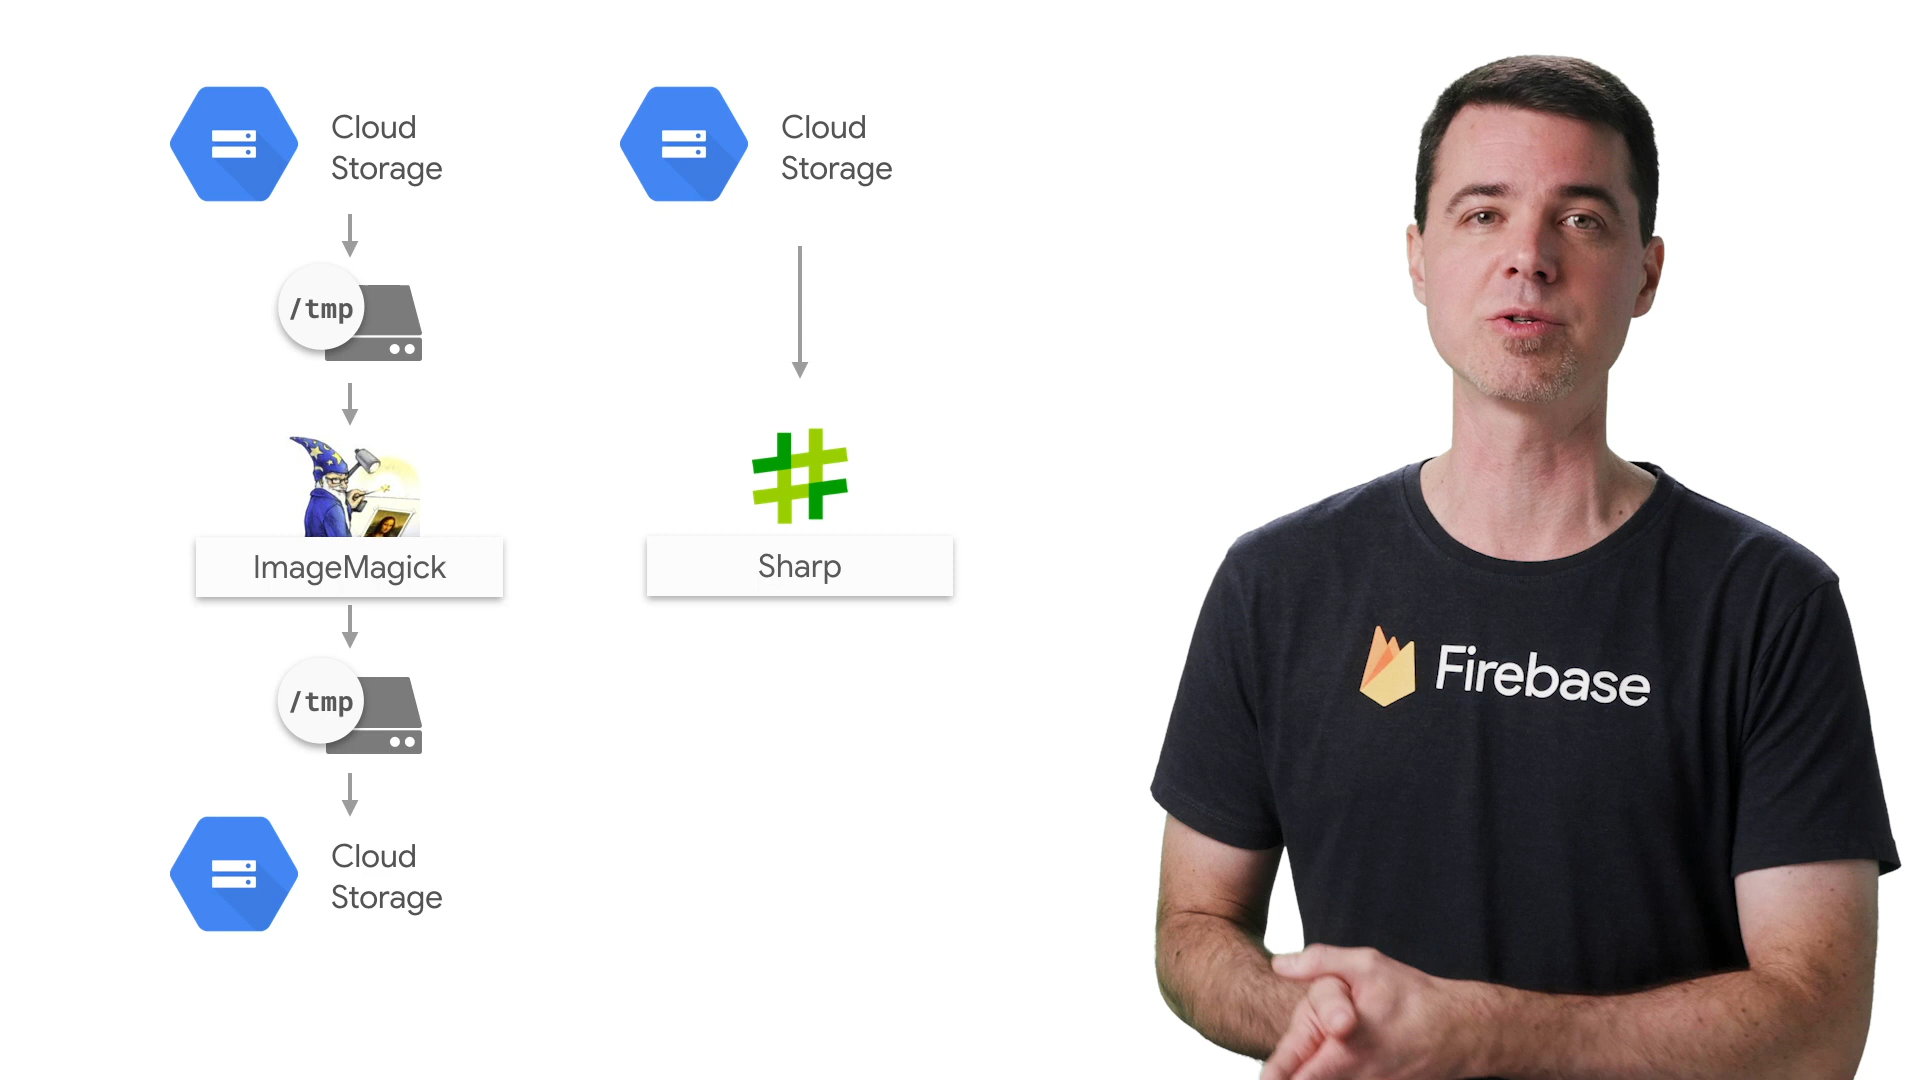 Cloud
Storage
/tmp
ImageMagick
/tmp
Cloud
Storage
Cloud
Storage
Sharp
Firebase